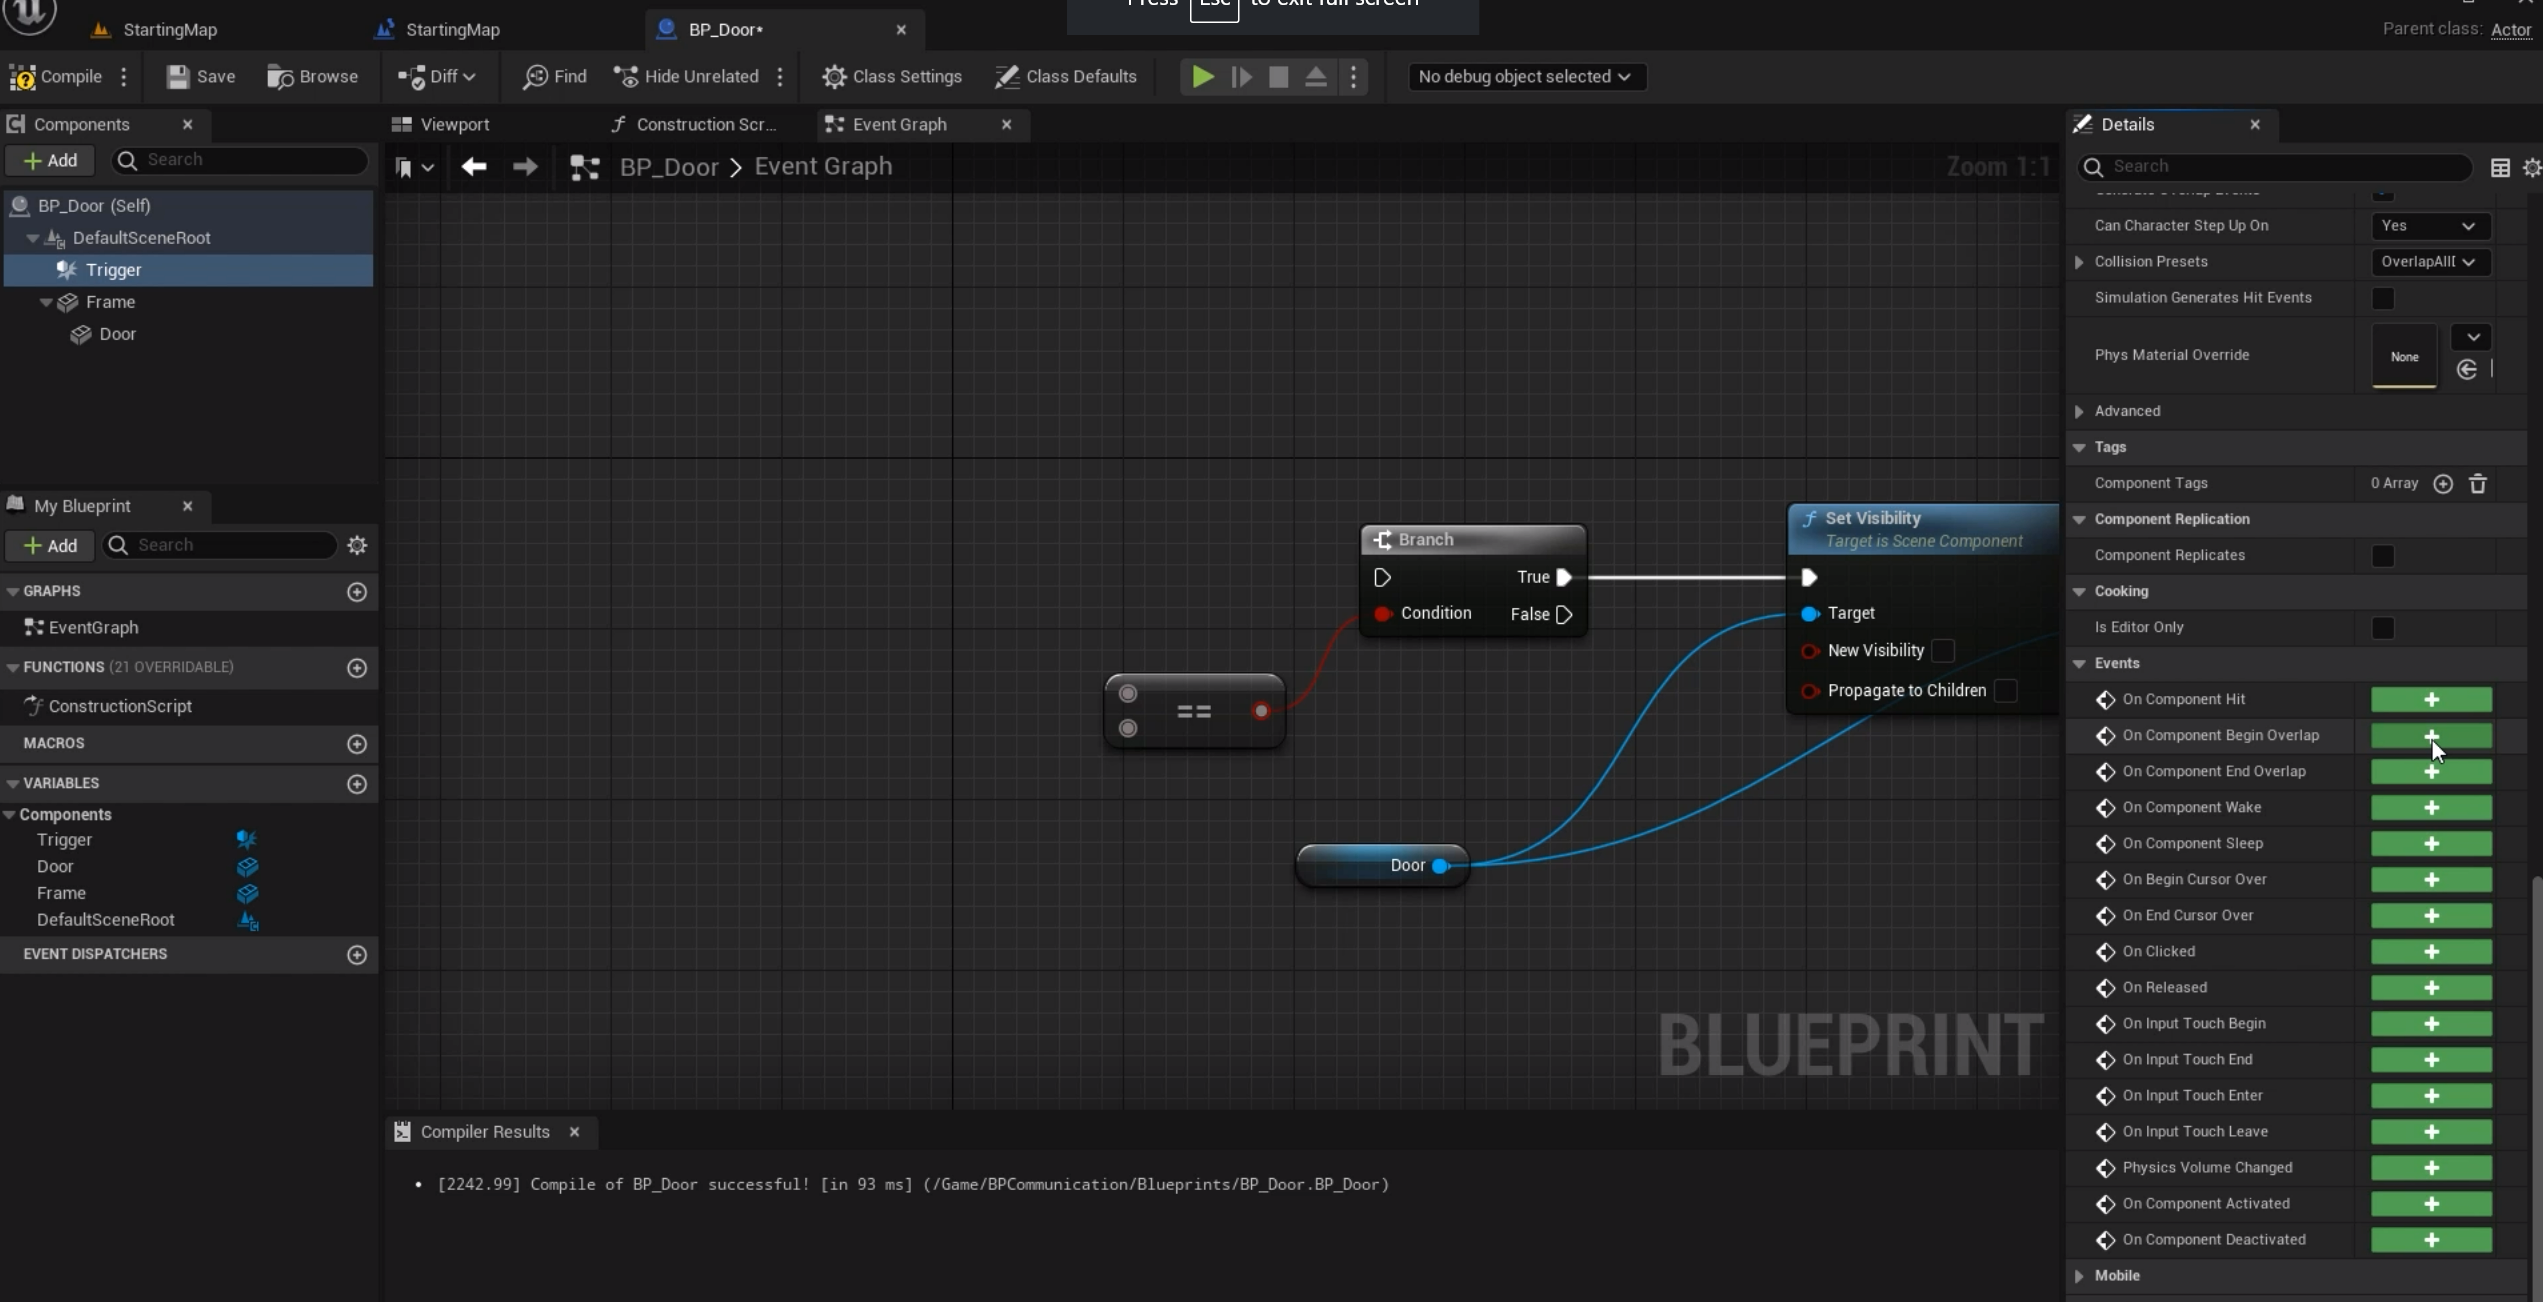 Press Esc to exit full screen
StartingMap
StartingMap
BP_Door*
Parent class: Actor
Compile
Save
Browse
Diff
Find
Hide Unrelated
Class Settings
Class Defaults
No debug object selected
Components
Add
Search
BP_Door (Self)
DefaultSceneRoot
Trigger
Frame
Door
My Blueprint
Add
Search
GRAPHS
EventGraph
FUNCTIONS (21 OVERRIDABLE)
ConstructionScript
MACROS
VARIABLES
Components
Trigger
Door
Frame
DefaultSceneRoot
EVENT DISPATCHERS
Viewport
Construction Scr...
Event Graph
BP_Door > Event Graph
Zoom 1:1
Branch
True
Condition
False
==
Door
Set Visibility
Target is Scene Component
Target
New Visibility
Propagate to Children
BLUEPRINT
Compiler Results
• [2242.99] Compile of BP_Door successful! [in 93 ms] (/Game/BPCommunication/Blueprints/BP_Door.BP_Door)
Details
Search
Generate Overlap Events
Can Character Step Up On
Yes
Collision Presets
OverlapAllD
Simulation Generates Hit Events
Phys Material Override
None
Advanced
Tags
Component Tags
0 Array
Component Replication
Component Replicates
Cooking
Is Editor Only
Events
On Component Hit
On Component Begin Overlap
On Component End Overlap
On Component Wake
On Component Sleep
On Begin Cursor Over
On End Cursor Over
On Clicked
On Released
On Input Touch Begin
On Input Touch End
On Input Touch Enter
On Input Touch Leave
Physics Volume Changed
On Component Activated
On Component Deactivated
Mobile